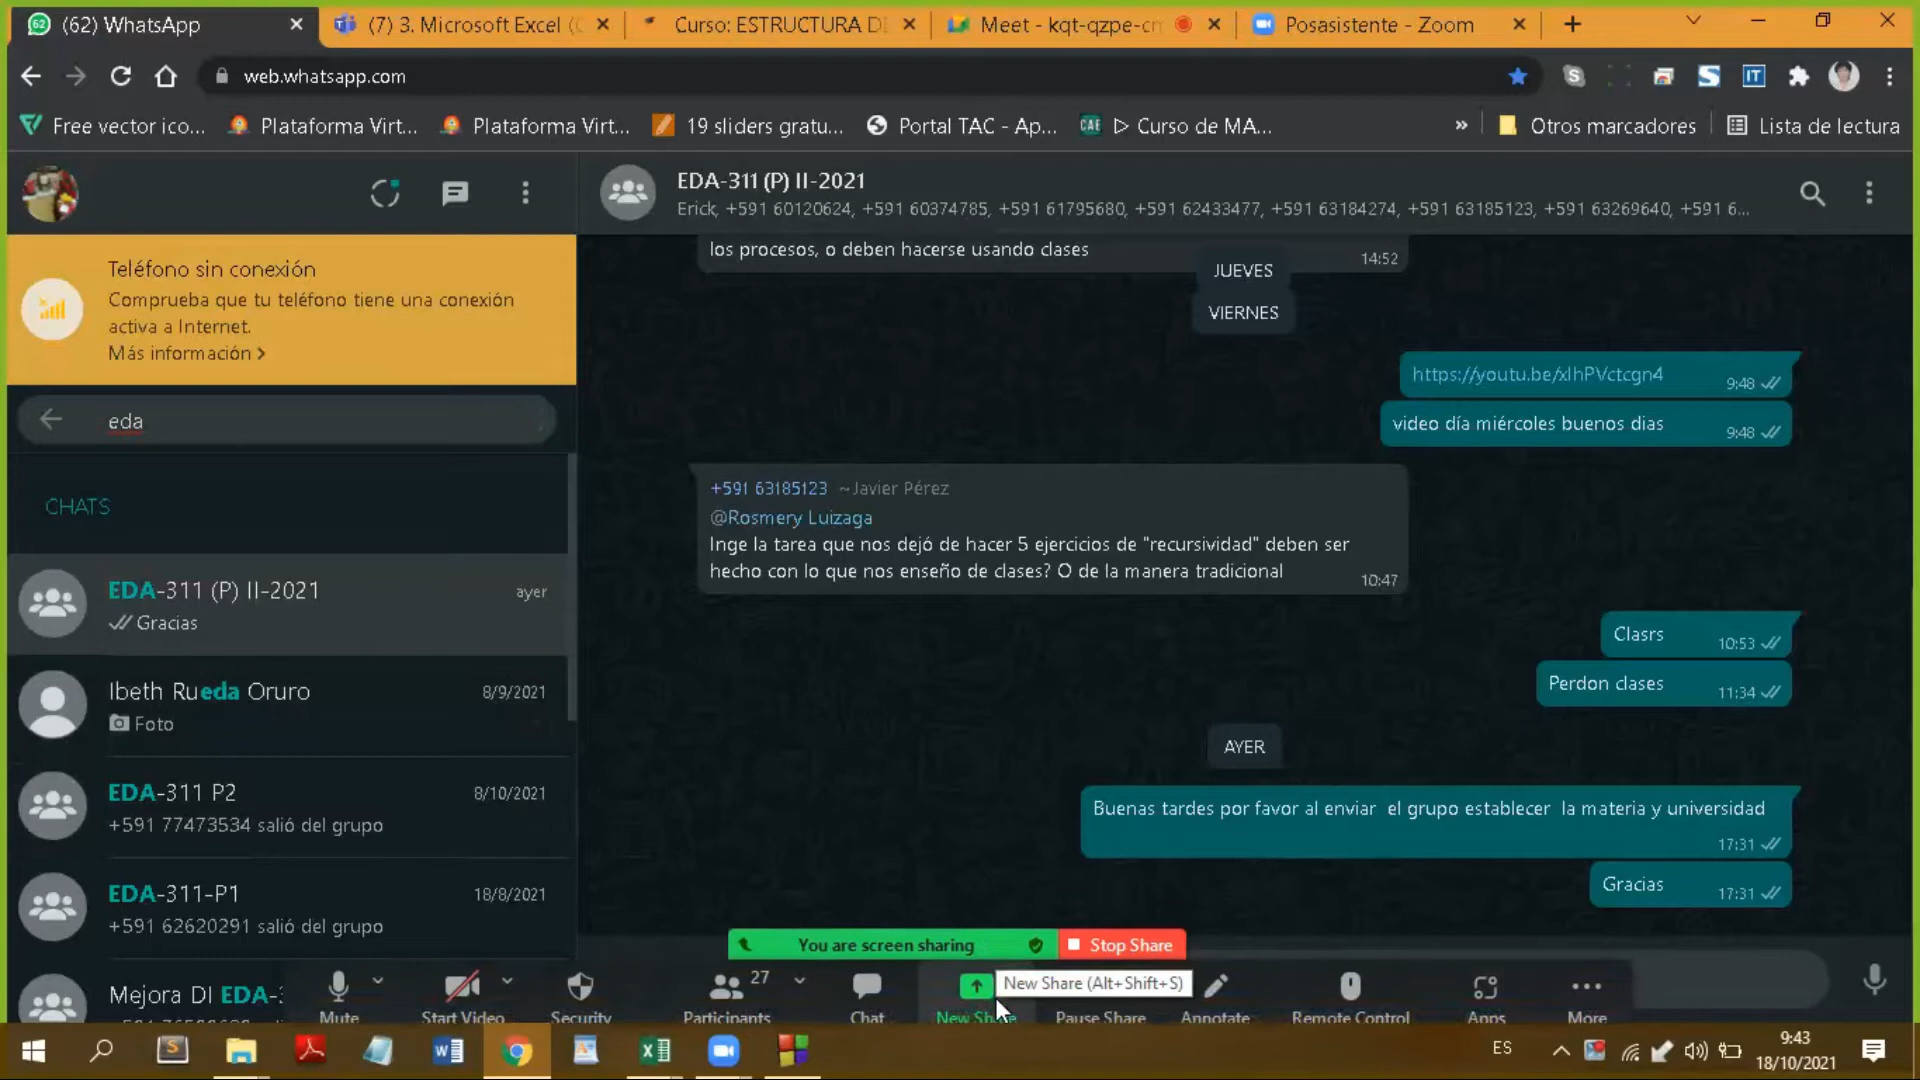 (62) WhatsApp
(7) 3. Microsoft Excel (
Curso: ESTRUCTURA DE
Meet - kqt-qzpe-cn
Posasistente - Zoom
web.whatsapp.com
Free vector ico...
Plataforma Virt...
Plataforma Virt...
19 sliders gratu...
Portal TAC - Ap...
CAE
▷ Curso de MA...
»
Otros marcadores
Lista de lectura
EDA-311 (P) II-2021
Erick, +591 60120624, +591 60374785, +591 61795680, +591 62433477, +591 63184274, +591 63185123, +591 63269640, +591 6...
Teléfono sin conexión
Comprueba que tu teléfono tiene una conexión
activa a Internet.
Más información >
eda
CHATS
EDA-311 (P) II-2021
ayer
Gracias
Ibeth Rueda Oruro
8/9/2021
Foto
EDA-311 P2
8/10/2021
+591 77473534 salió del grupo
EDA-311-P1
18/8/2021
+591 62620291 salió del grupo
Mejora DI EDA-3
los procesos, o deben hacerse usando clases
14:52
JUEVES
VIERNES
https://youtu.be/xIhPVctcgn4
9:48
video día miércoles buenos dias
9:48
+591 63185123 ~Javier Pérez
@Rosmery Luizaga
Inge la tarea que nos dejó de hacer 5 ejercicios de "recursividad" deben ser
hecho con lo que nos enseño de clases? O de la manera tradicional
10:47
Clasrs
10:53
Perdon clases
11:34
AYER
Buenas tardes por favor al enviar el grupo establecer la materia y universidad
17:31
Gracias
17:31
You are screen sharing
Stop Share
27
New Share (Alt+Shift+S)
Mute
Start Video
Security
Participants
Chat
New Share
Pause Share
Annotate
Remote Control
Apps
More
ES
9:43
18/10/2021